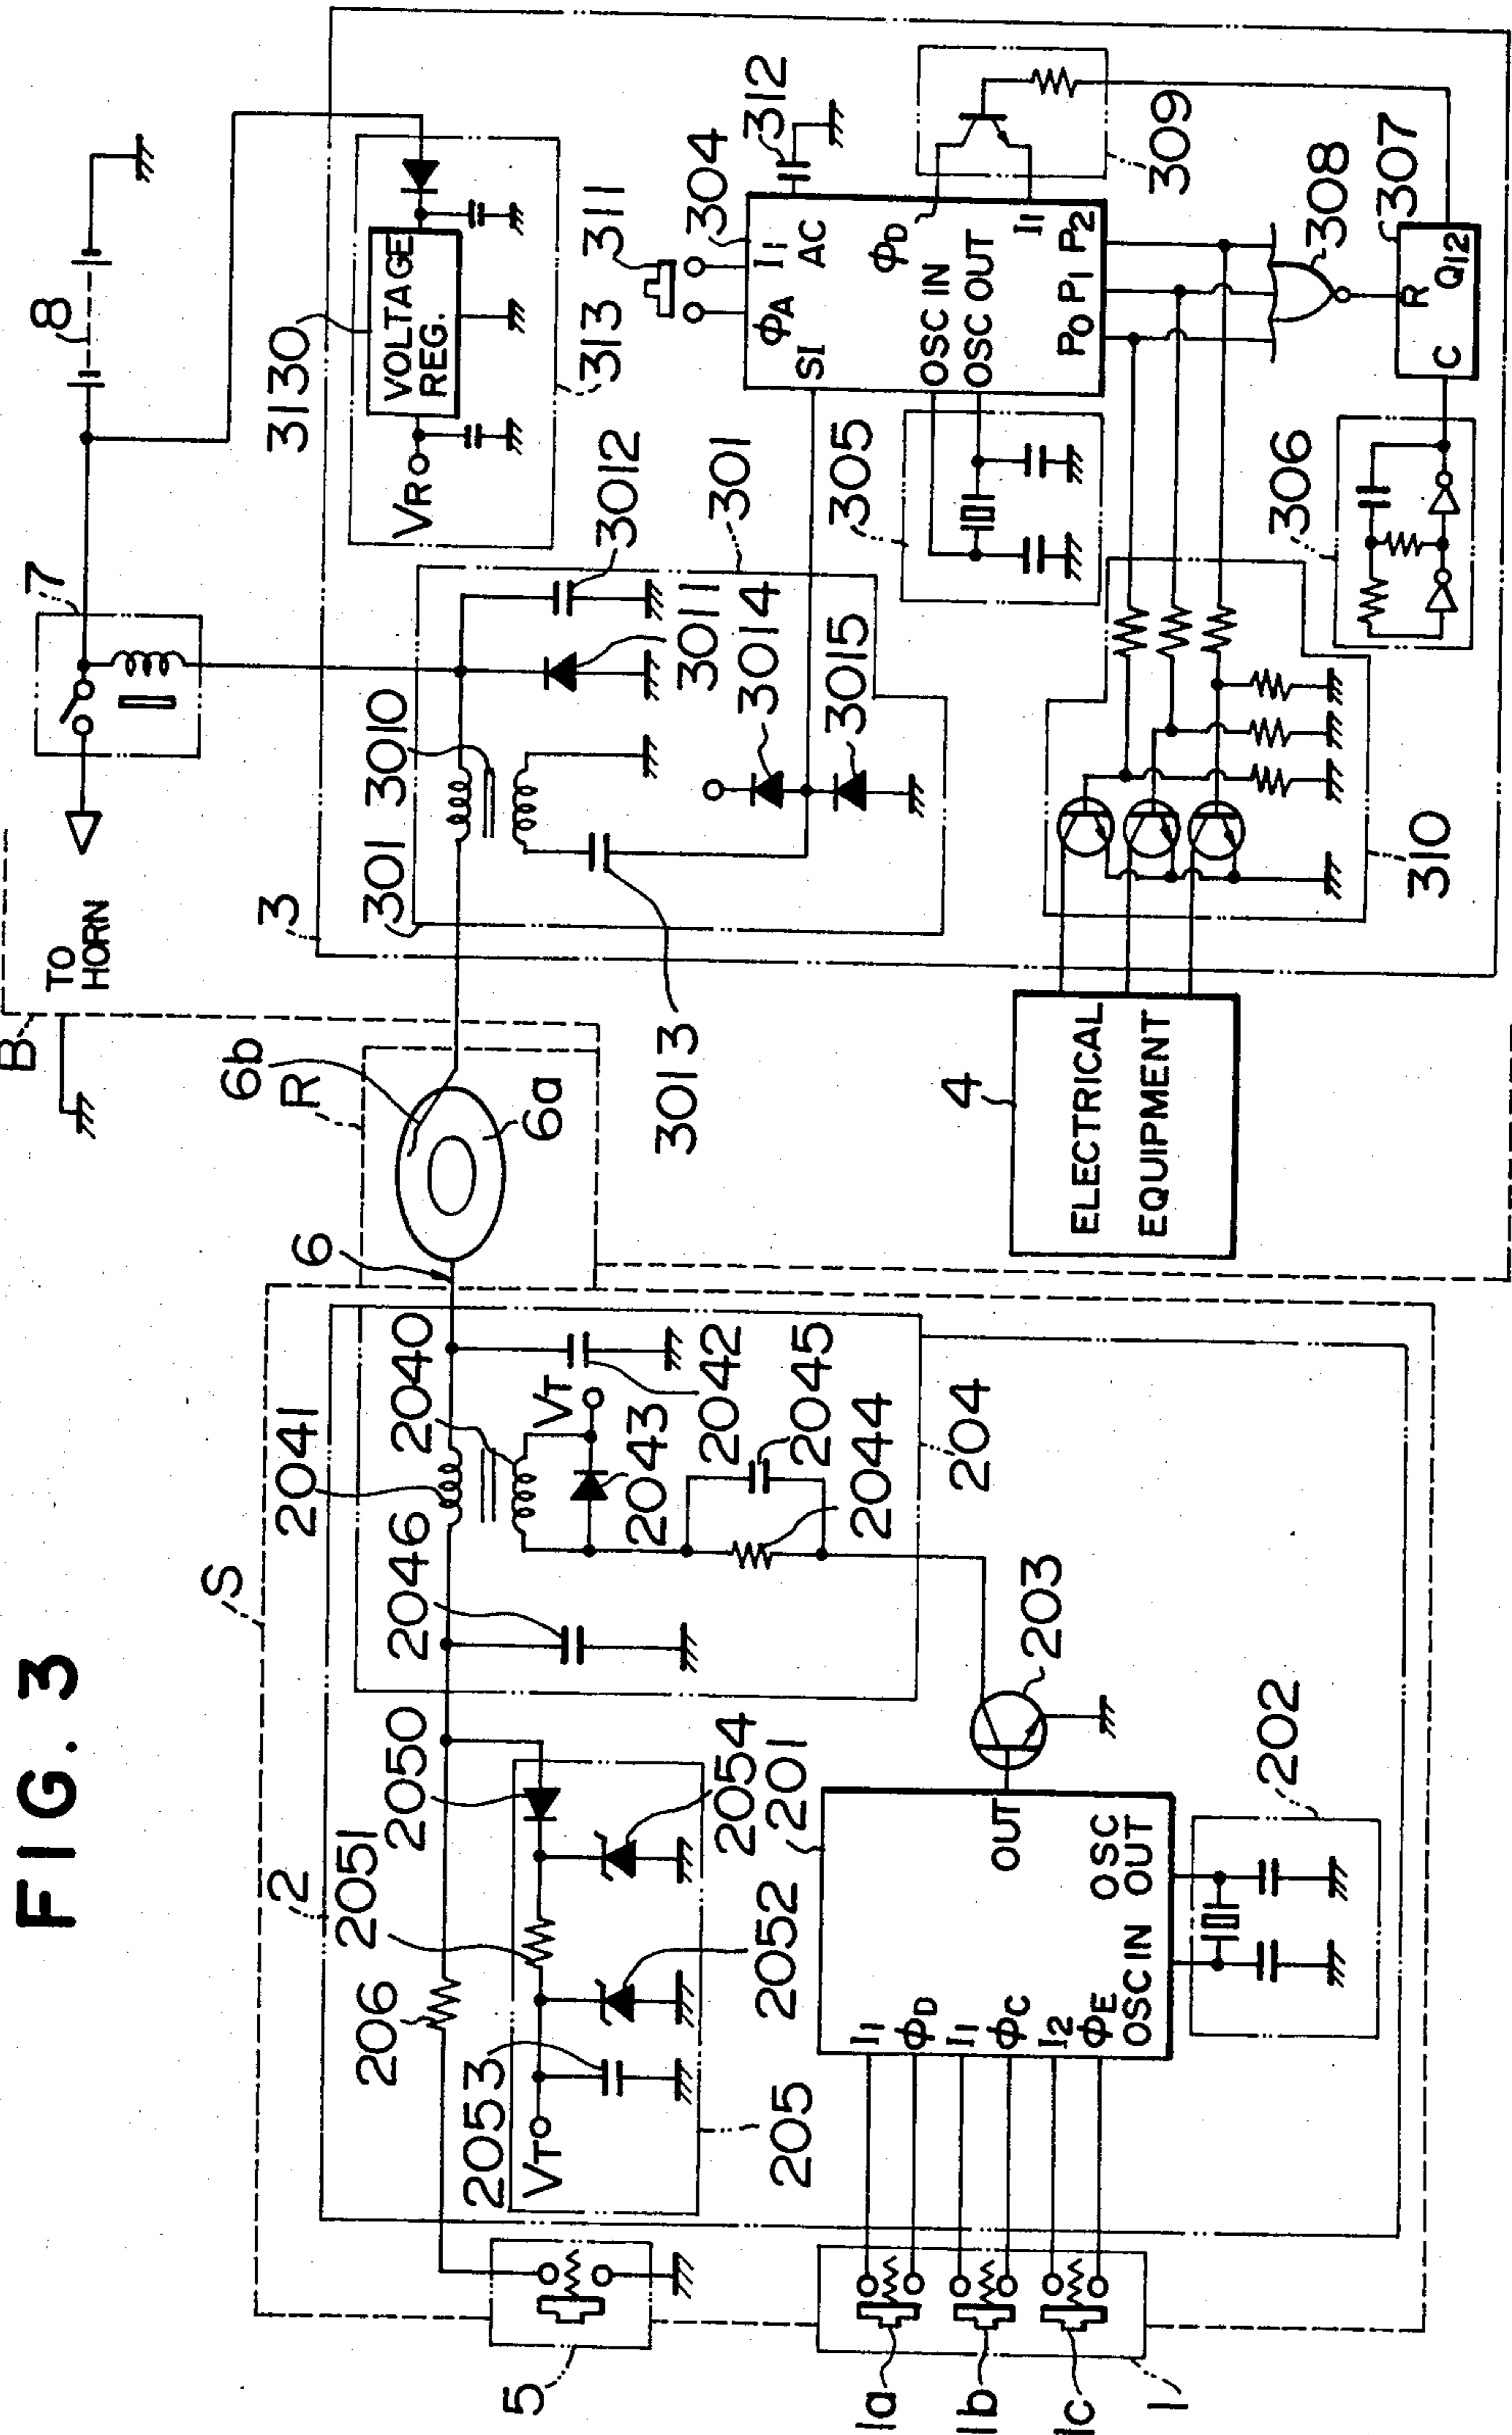 FIG. 3
S
2
206
2051
2050
2046
2041
2040
VT
2043
2042
2045
2044
204
2053
VT
205
2052
2054
201
203
OUT
I1
ΦD
I1
ΦC
I2
ΦE
OSC IN
OSC
OUT
202
5
1a
1b
1c
1
6
R
6b
6a
B
TO
HORN
7
8
3
301
3010
3012
3011
3014
3015
3013
301
3130
VOLTAGE
REG.
VR
313
311
304
312
ΦA
I1
SI
AC
ΦD
OSC IN
OSC OUT
I1
P0
P1
P2
309
305
308
307
R
C
Q12
306
310
4
ELECTRICAL
EQUIPMENT